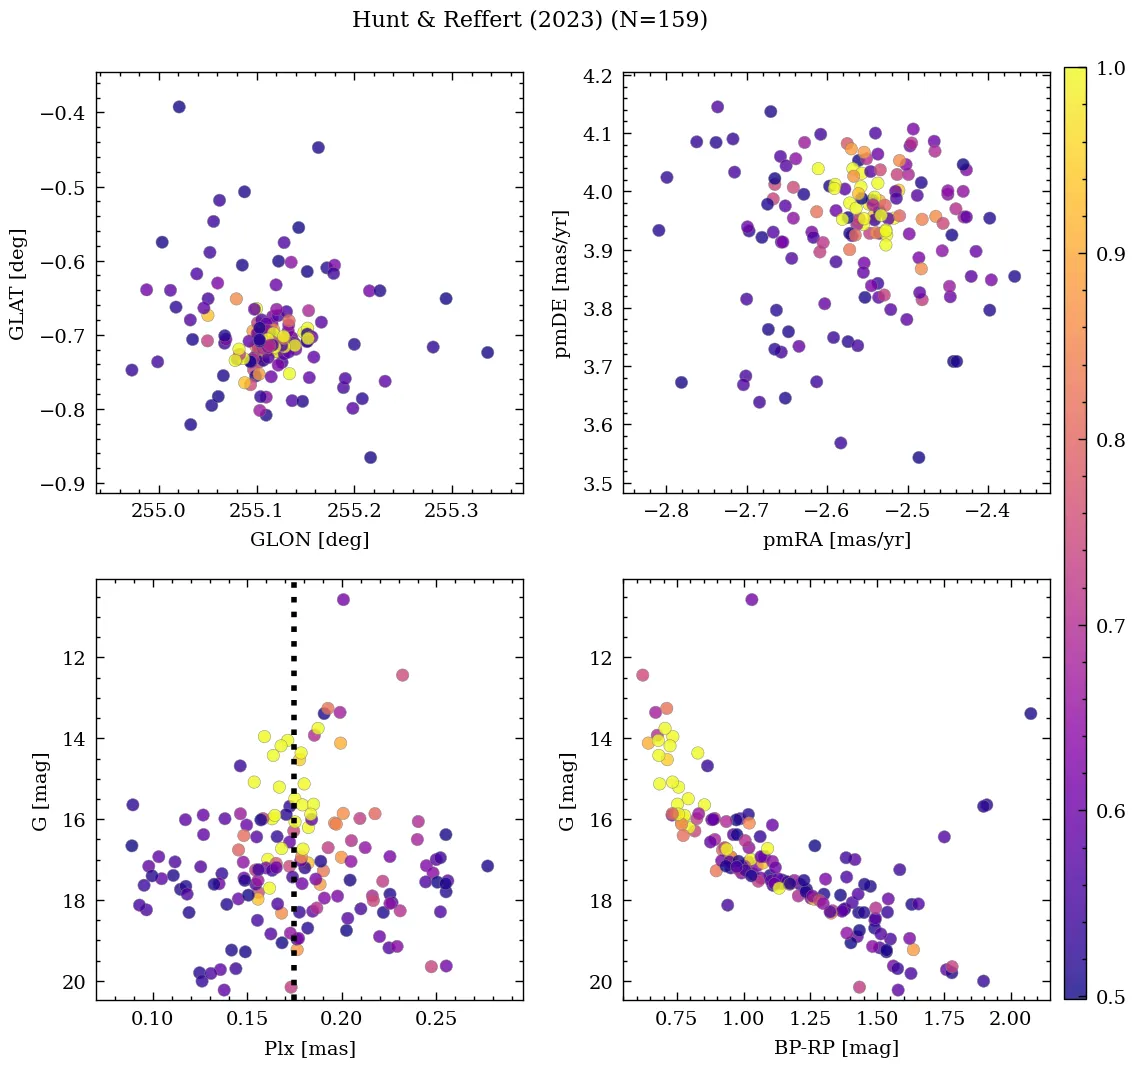 Hunt & Reffert (2023) (N=159)
−0.4
−0.5
−0.6
−0.7
−0.8
−0.9
GLAT [deg]
255.0 255.1 255.2 255.3
GLON [deg]
4.2
4.1
4.0
3.9
3.8
3.7
3.6
3.5
pmDE [mas/yr]
−2.8 −2.7 −2.6 −2.5 −2.4
pmRA [mas/yr]
12
14
16
18
20
G [mag]
0.10 0.15 0.20 0.25
Plx [mas]
12
14
16
18
20
G [mag]
0.75 1.00 1.25 1.50 1.75 2.00
BP-RP [mag]
1.0
0.9
0.8
0.7
0.6
0.5